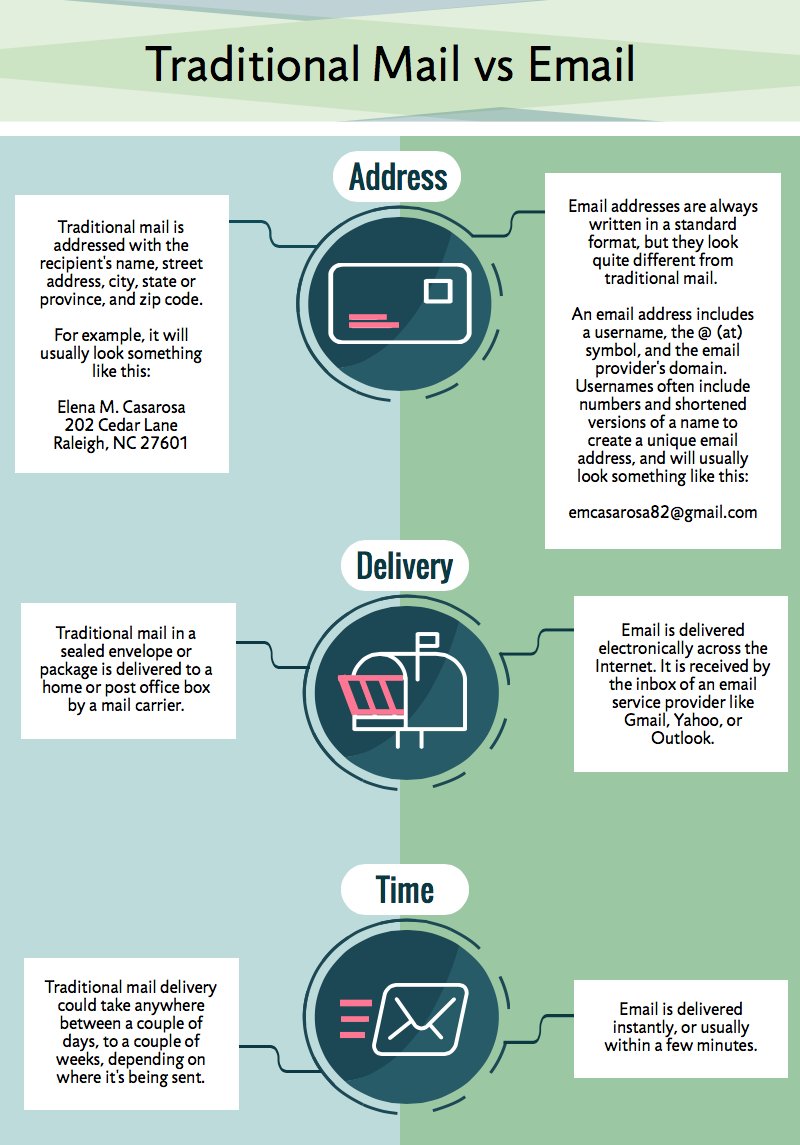 Traditional Mail vs Email
Address
Traditional mail is
addressed with the
recipient's name, street
address, city, state or
province, and zip code.
For example, it will
usually look something
like this:
Elena M. Casarosa
202 Cedar Lane
Raleigh, NC 27601
Email addresses are always
written in a standard
format, but they look
quite different from
traditional mail.
An email address includes
a username, the @ (at)
symbol, and the email
provider's domain.
Usernames often include
numbers and shortened
versions of a name to
create a unique email
address, and will usually
look something like this:
emcasarosa82@gmail.com
Delivery
Traditional mail in a
sealed envelope or
package is delivered to a
home or post office box
by a mail carrier.
Email is delivered
electronically across the
Internet. It is received by
the inbox of an email
service provider like
Gmail, Yahoo, or
Outlook.
Time
Traditional mail delivery
could take anywhere
between a couple of
days, to a couple of
weeks, depending on
where it's being sent.
Email is delivered
instantly, or usually
within a few minutes.